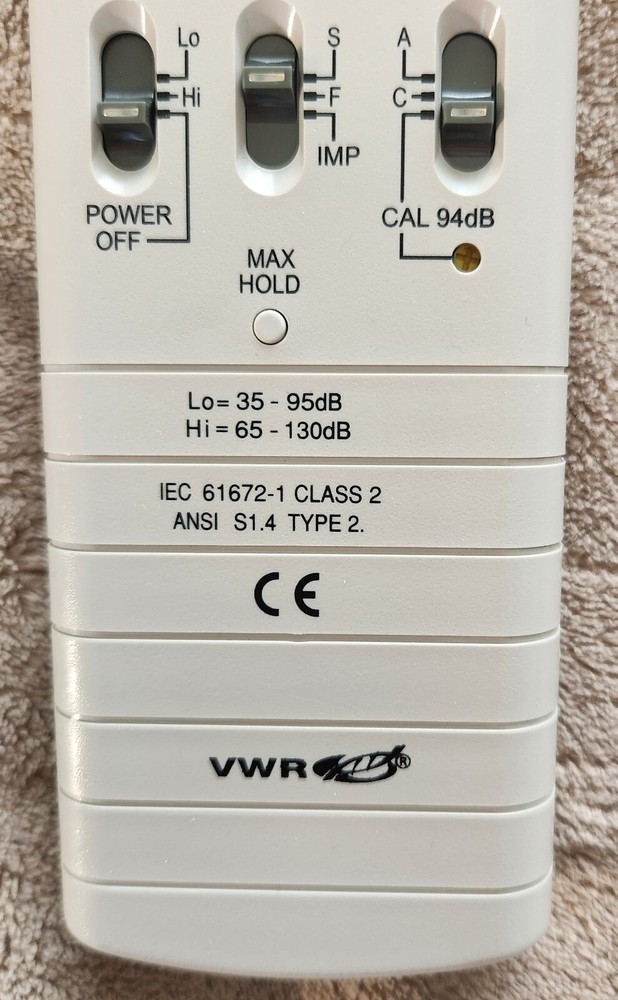 Lo S A
Hi F C
IMP
POWER
OFF
CAL 94dB
MAX
HOLD
Lo= 35 - 95dB
Hi = 65 - 130dB
IEC 61672-1 CLASS 2
ANSI S1.4 TYPE 2.
CE
VWR ®